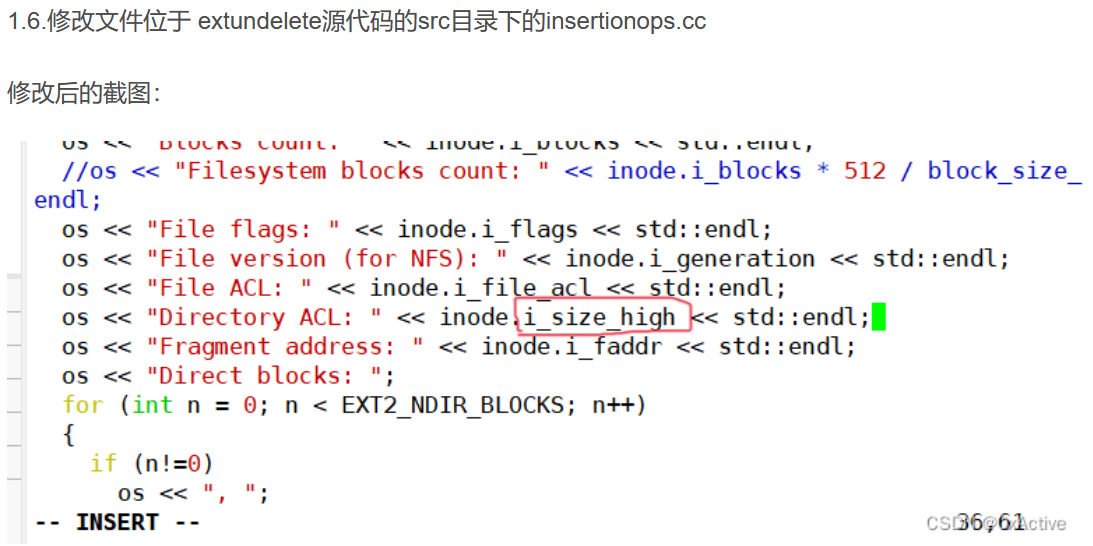 1.6.修改文件位于 extundelete源代码的src目录下的insertionops.cc
修改后的截图：
os << "Blocks count: " << inode.i_blocks << std::endl;
//os << "Filesystem blocks count: " << inode.i_blocks * 512 / block_size_
endl;
os << "File flags: " << inode.i_flags << std::endl;
os << "File version (for NFS): " << inode.i_generation << std::endl;
os << "File ACL: " << inode.i_file_acl << std::endl;
os << "Directory ACL: " << inode.i_size_high << std::endl;
os << "Fragment address: " << inode.i_faddr << std::endl;
os << "Direct blocks: ";
for (int n = 0; n < EXT2_NDIR_BLOCKS; n++)
{
if (n!=0)
os << ", ";
-- INSERT -- 36,61